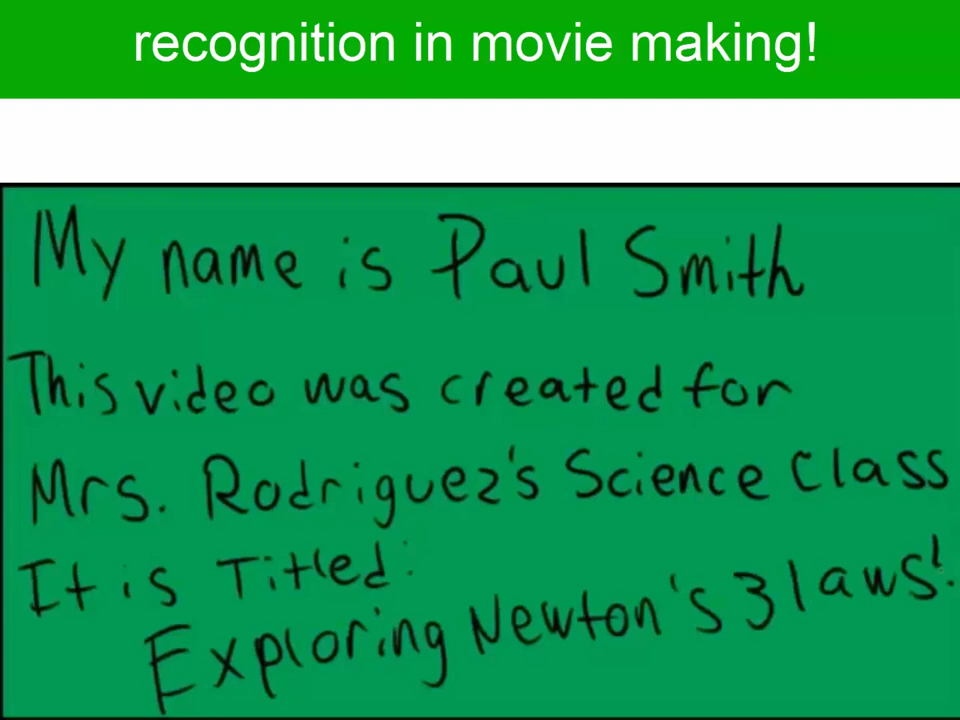 recognition in movie making!
My name is Paul Smith
This video was created for
Mrs. Rodriguez's Science Class
It is Titled:
Exploring Newton's 3 laws!